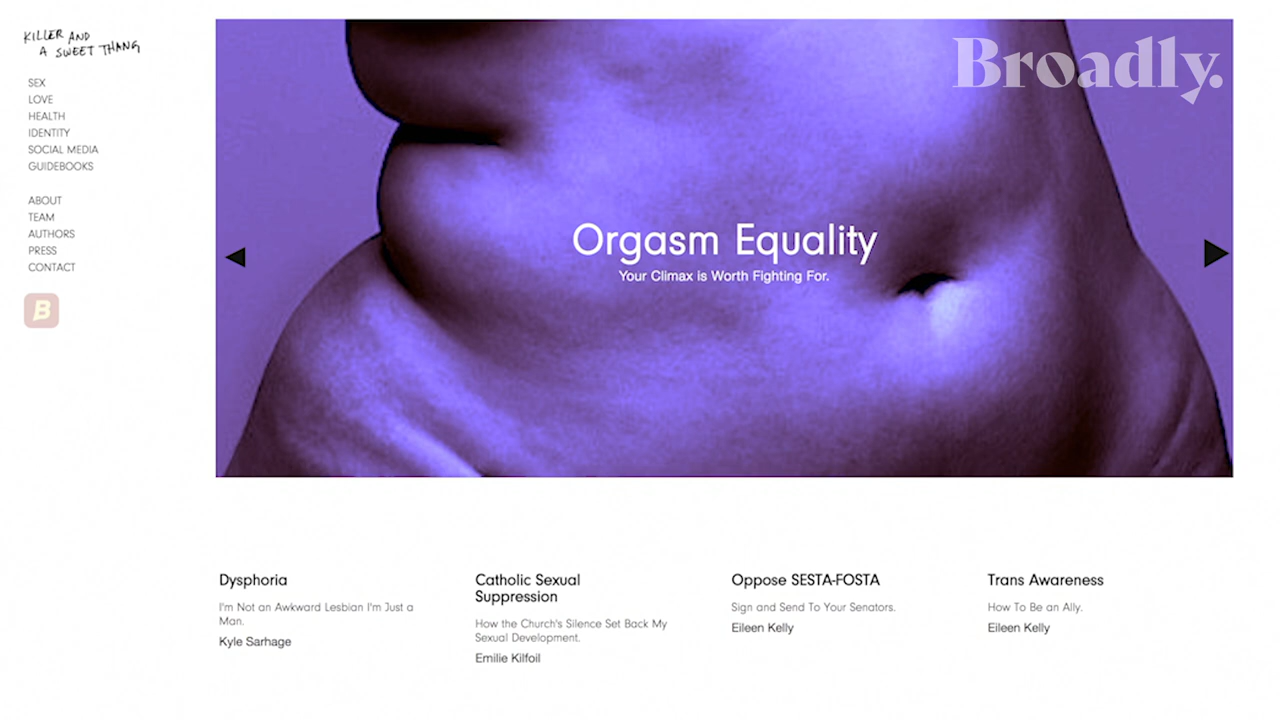 KILLER AND
A SWEET THANG
SEX
LOVE
HEALTH
IDENTITY
SOCIAL MEDIA
GUIDEBOOKS
ABOUT
TEAM
AUTHORS
PRESS
CONTACT
B
Broadly.
Orgasm Equality
Your Climax is Worth Fighting For.
Dysphoria
I'm Not an Awkward Lesbian I'm Just a
Man.
Kyle Sarhage
Catholic Sexual
Suppression
How the Church's Silence Set Back My
Sexual Development.
Emilie Kilfoil
Oppose SESTA-FOSTA
Sign and Send To Your Senators.
Eileen Kelly
Trans Awareness
How To Be an Ally.
Eileen Kelly